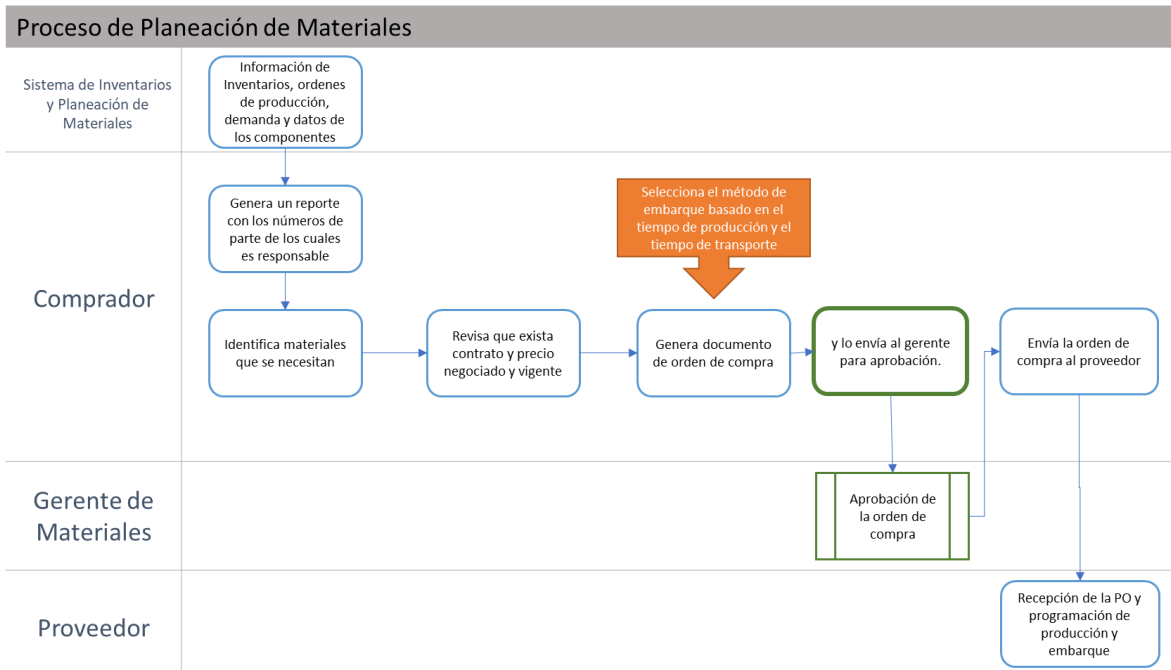 Proceso de Planeación de Materiales
Sistema de Inventarios
y Planeación de
Materiales
Información de
Inventarios, ordenes
de producción,
demanda y datos de
los componentes
Comprador
Genera un reporte
con los números de
parte de los cuales
es responsable
Selecciona el método de
embarque basado en el
tiempo de producción y el
tiempo de transporte
Identifica materiales
que se necesitan
Revisa que exista
contrato y precio
negociado y vigente
Genera documento
de orden de compra
y lo envía al gerente
para aprobación.
Envía la orden de
compra al proveedor
Gerente de
Materiales
Aprobación de
la orden de
compra
Proveedor
Recepción de la PO y
programación de
producción y
embarque